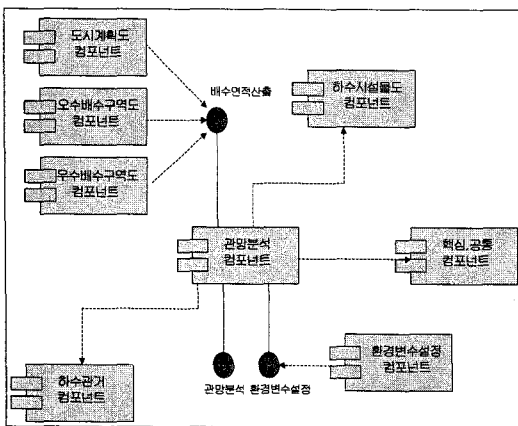 도시계획도
컴포넌트
오수배수구역도
컴포넌트
우수배수구역도
컴포넌트
배수면적산출
하수시설물도
컴포넌트
관망분석
컴포넌트
핵심,공통
컴포넌트
하수관거
컴포넌트
관망분석
환경변수설정
환경변수설정
컴포넌트